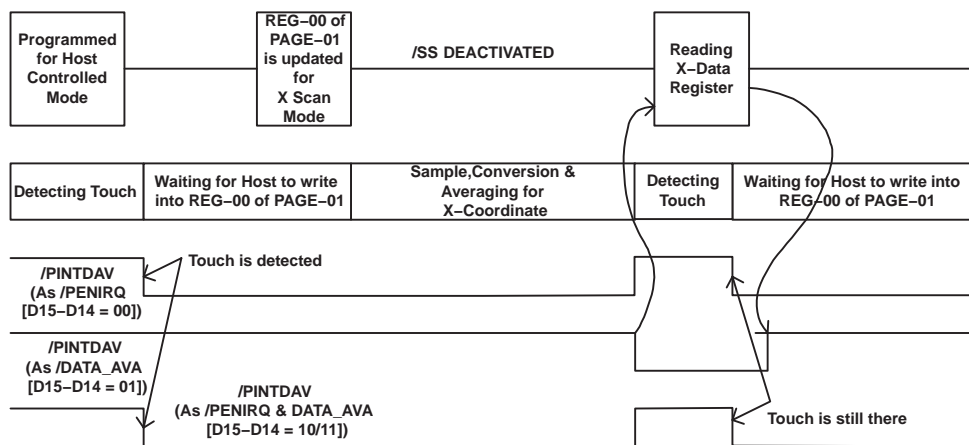 Programmed
for Host
Controlled
Mode
REG−00 of
PAGE−01
is updated
for
X Scan
Mode
/SS DEACTIVATED
Reading
X−Data
Register
Detecting Touch
Waiting for Host to write
into REG−00 of PAGE−01
Sample,Conversion &
Averaging for
X−Coordinate
Detecting
Touch
Waiting for Host to write into
REG−00 of PAGE−01
Touch is detected
/PINTDAV
(As /PENIRQ
[D15−D14 = 00])
/PINTDAV
(As /DATA_AVA
[D15−D14 = 01])
/PINTDAV
(As /PENIRQ & DATA_AVA
[D15−D14 = 10/11])
Touch is still there